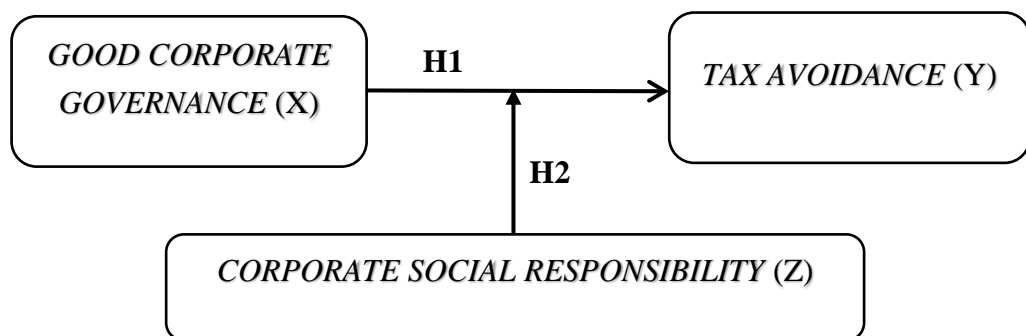 GOOD CORPORATE
GOVERNANCE (X)
H1
TAX AVOIDANCE (Y)
H2
CORPORATE SOCIAL RESPONSIBILITY (Z)